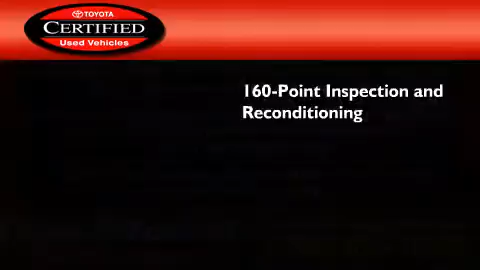 TOYOTA
CERTIFIED
Used Vehicles
160-Point Inspection and
Reconditioning